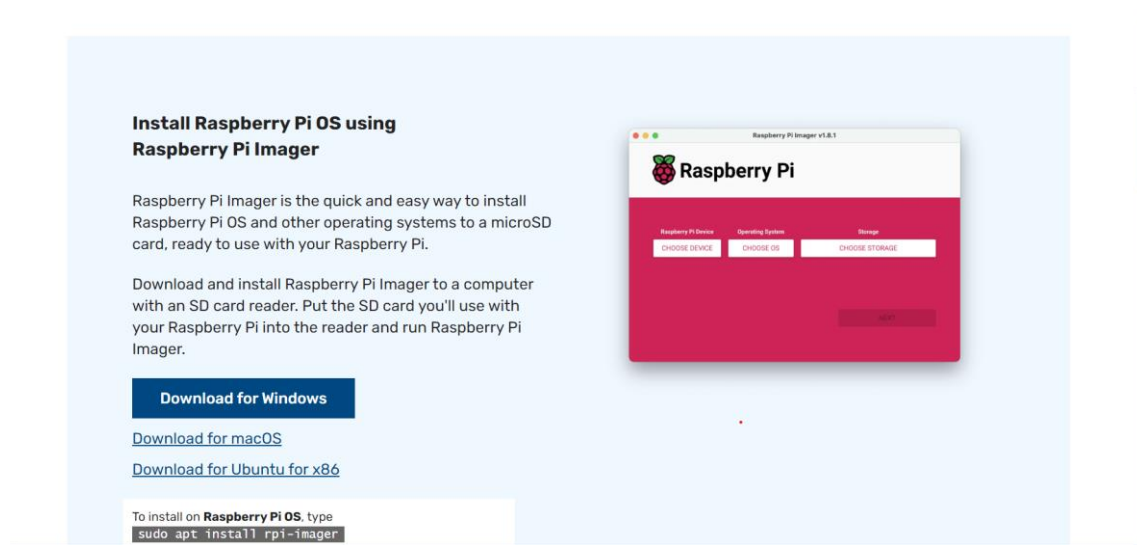 Install Raspberry Pi OS using
Raspberry Pi Imager
Raspberry Pi Imager is the quick and easy way to install
Raspberry Pi OS and other operating systems to a microSD
card, ready to use with your Raspberry Pi.
Download and install Raspberry Pi Imager to a computer
with an SD card reader. Put the SD card you'll use with
your Raspberry Pi into the reader and run Raspberry Pi
Imager.
Download for Windows
Download for macOS
Download for Ubuntu for x86
To install on Raspberry Pi OS, type
sudo apt install rpi-imager
Raspberry Pi Imager v1.8.1
Raspberry Pi
Raspberry Pi Device Operating System Storage
CHOOSE DEVICE CHOOSE OS CHOOSE STORAGE
NEXT